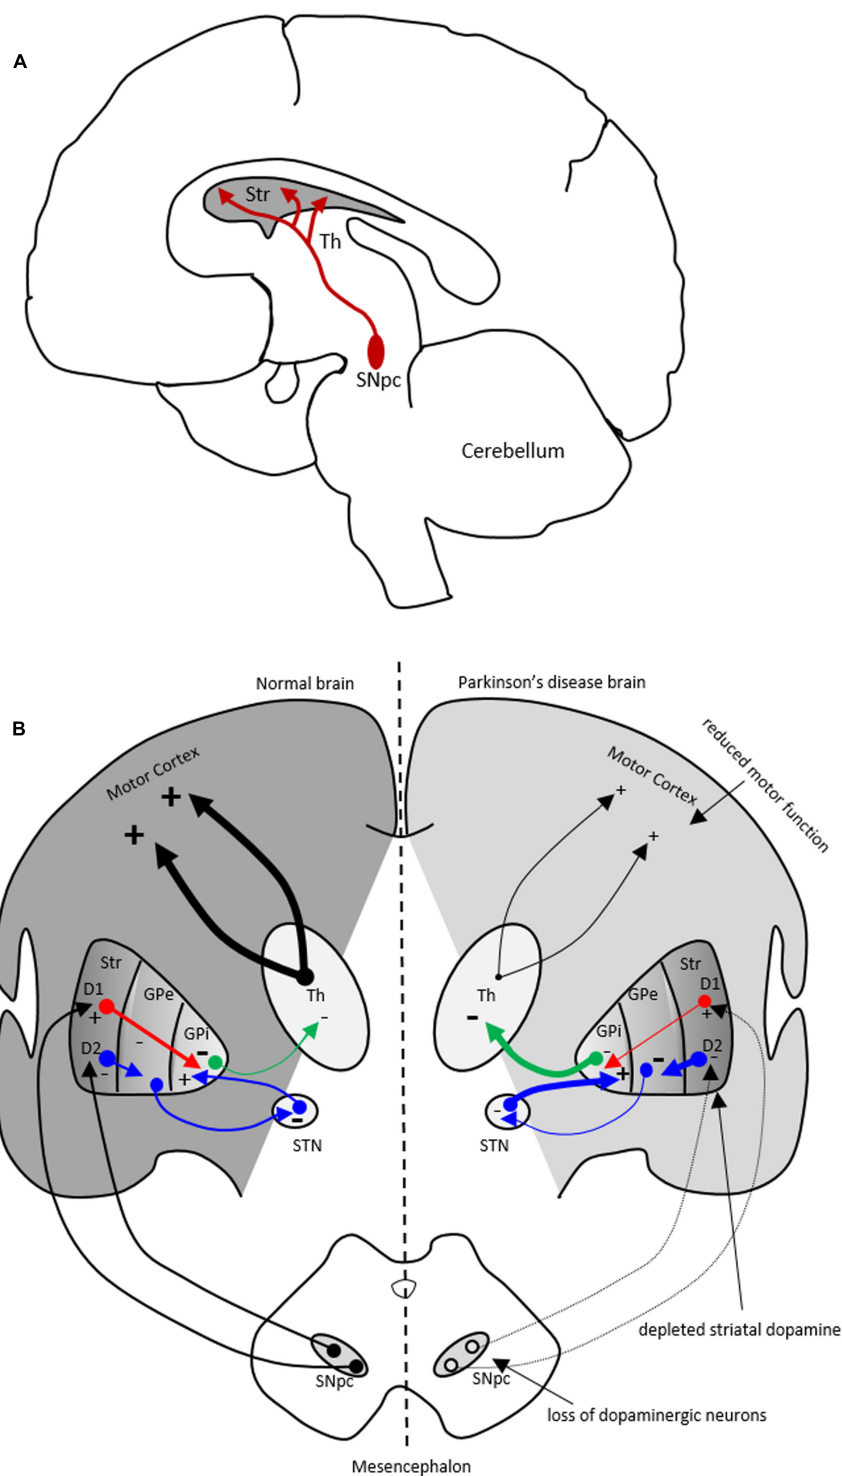 A
Str
Th
SNpc
Cerebellum
Normal brain
Parkinson's disease brain
B
Motor Cortex
+
+
Motor Cortex
+
+
reduced motor function
Str
D1
+
GPe
GPi
D2
-
-
-
+
Th
-
STN
-
Th
-
Str
D1
+
GPe
GPi
-
D2
-
-
+
STN
-
SNpc
SNpc
depleted striatal dopamine
loss of dopaminergic neurons
Mesencephalon